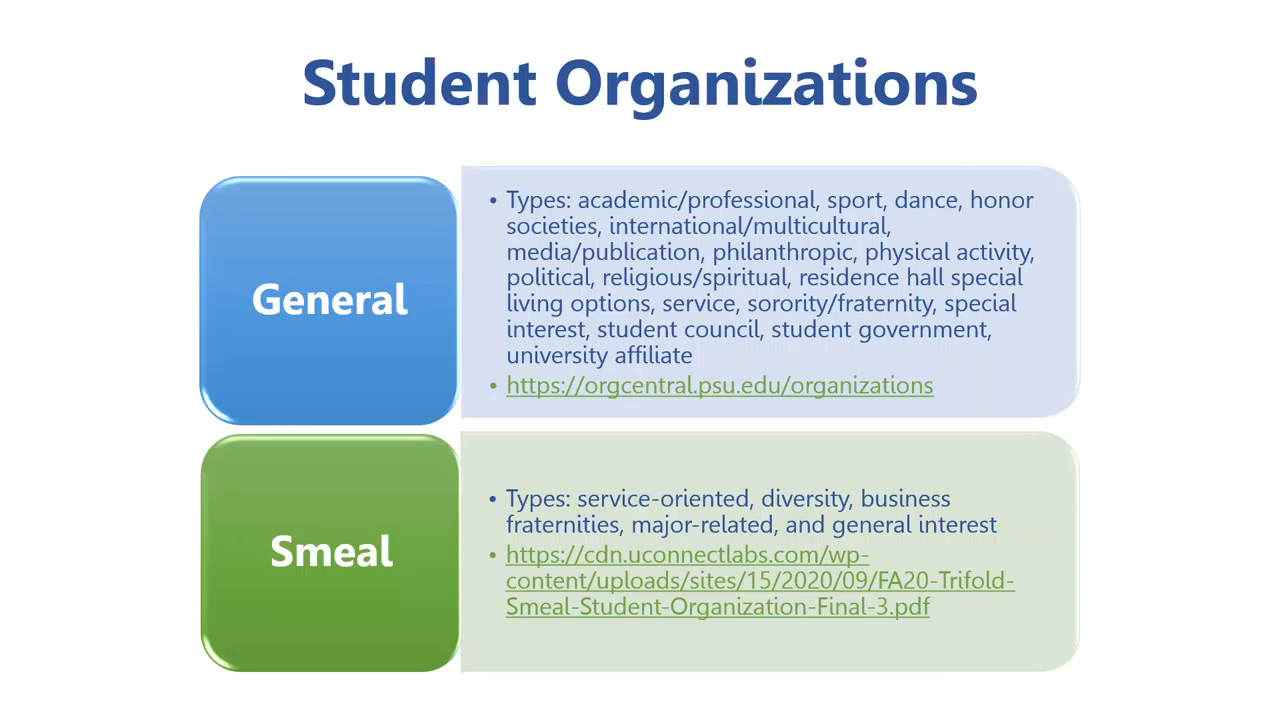 Student Organizations
General
• Types: academic/professional, sport, dance, honor
societies, international/multicultural,
media/publication, philanthropic, physical activity,
political, religious/spiritual, residence hall special
living options, service, sorority/fraternity, special
interest, student council, student government,
university affiliate
• https://orgcentral.psu.edu/organizations
Smeal
• Types: service-oriented, diversity, business
fraternities, major-related, and general interest
• https://cdn.uconnectlabs.com/wp-
content/uploads/sites/15/2020/09/FA20-Trifold-
Smeal-Student-Organization-Final-3.pdf